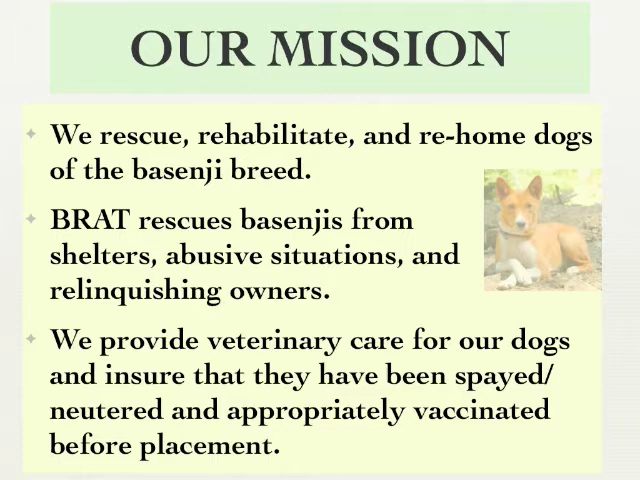 OUR MISSION
We rescue, rehabilitate, and re-home dogs
of the basenji breed.
BRAT rescues basenjis from
shelters, abusive situations, and
relinquishing owners.
We provide veterinary care for our dogs
and insure that they have been spayed/
neutered and appropriately vaccinated
before placement.